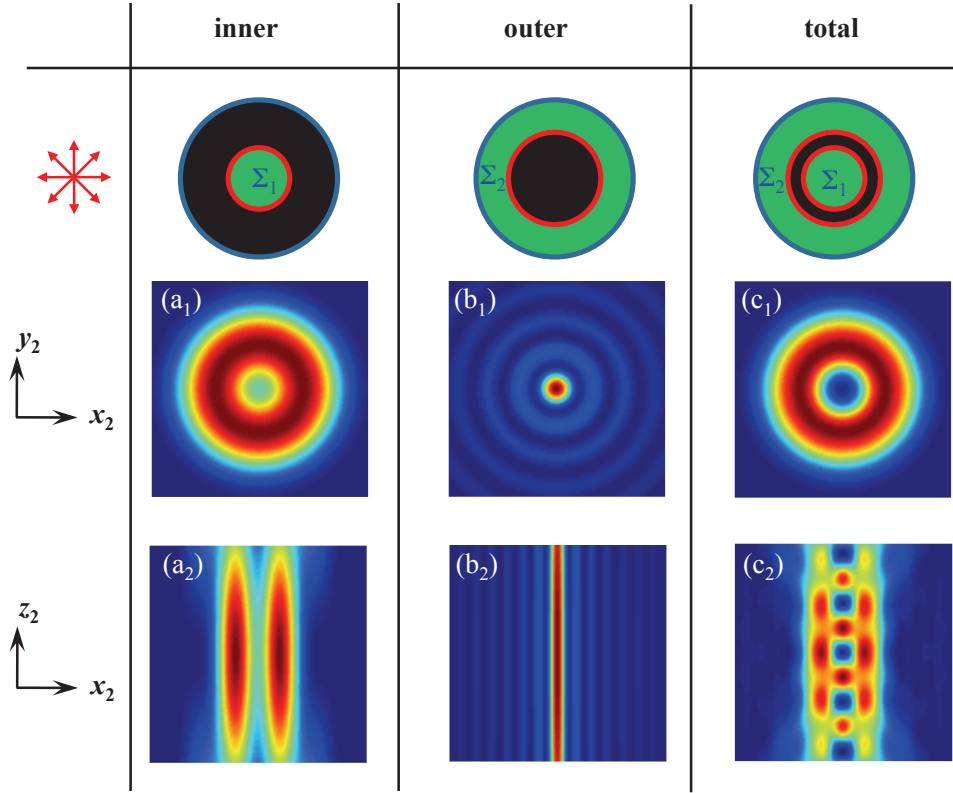 inner outer total
Σ₁ Σ₂ Σ₂ Σ₁
(a₁) (b₁) (c₁)
y₂
x₂
(a₂) (b₂) (c₂)
z₂
x₂